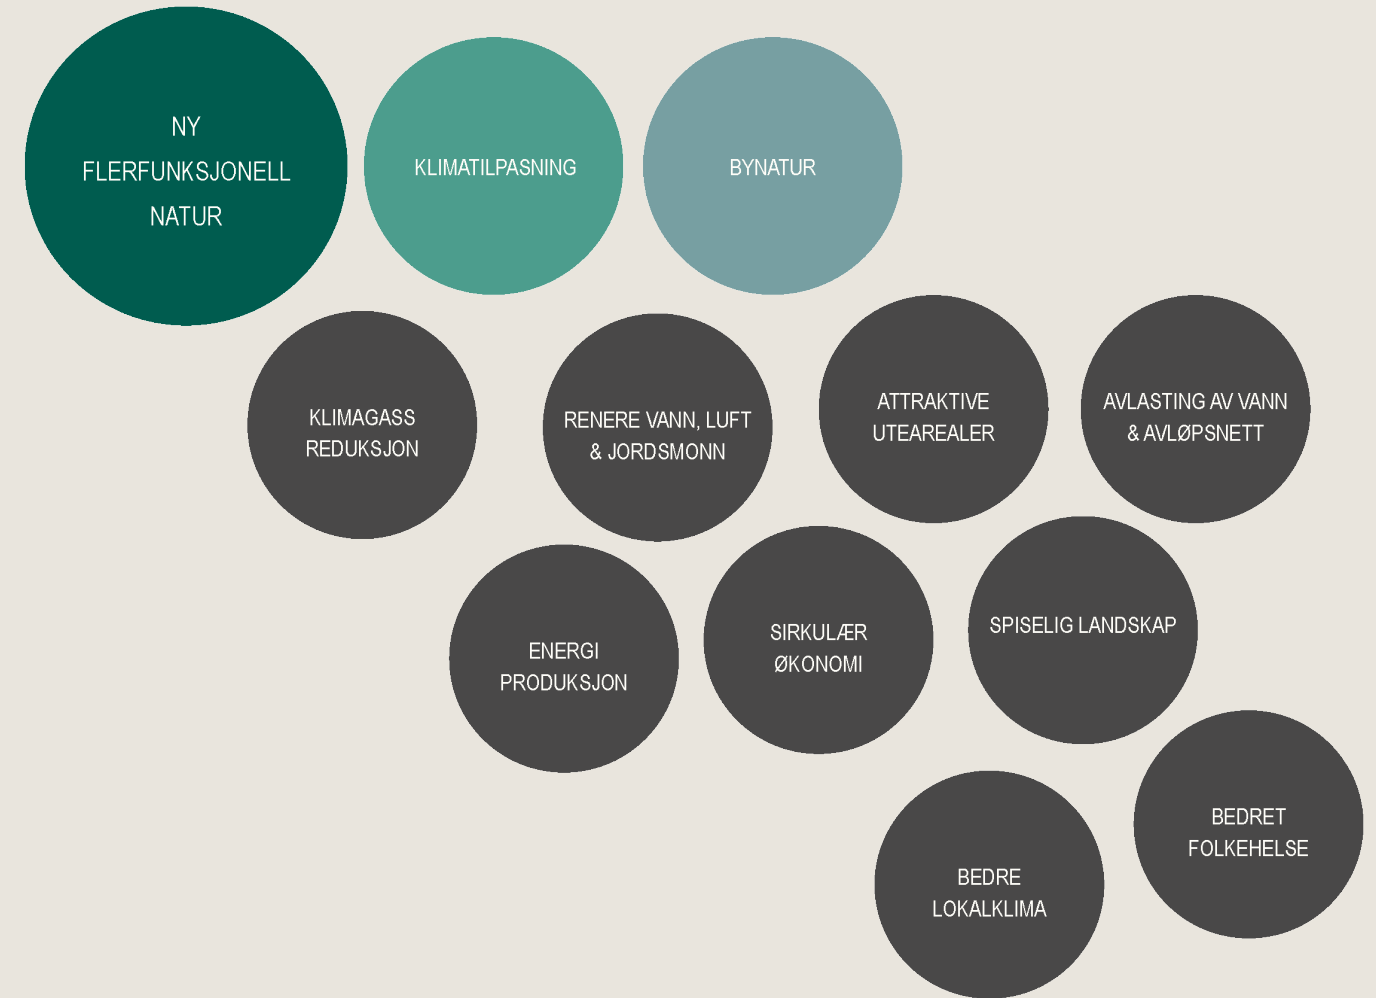 NY
FLERFUNKSJONELL
NATUR
KLIMATILPASNING
BYNATUR
KLIMAGASS
REDUKSJON
RENERE VANN, LUFT
& JORDSMONN
ATTRAKTIVE
UTEAREALER
AVLASTING AV VANN
& AVLØPSNETT
ENERGI
PRODUKSJON
SIRKULÆR
ØKONOMI
SPISELIG LANDSKAP
BEDRE
LOKALKLIMA
BEDRET
FOLKEHELSE